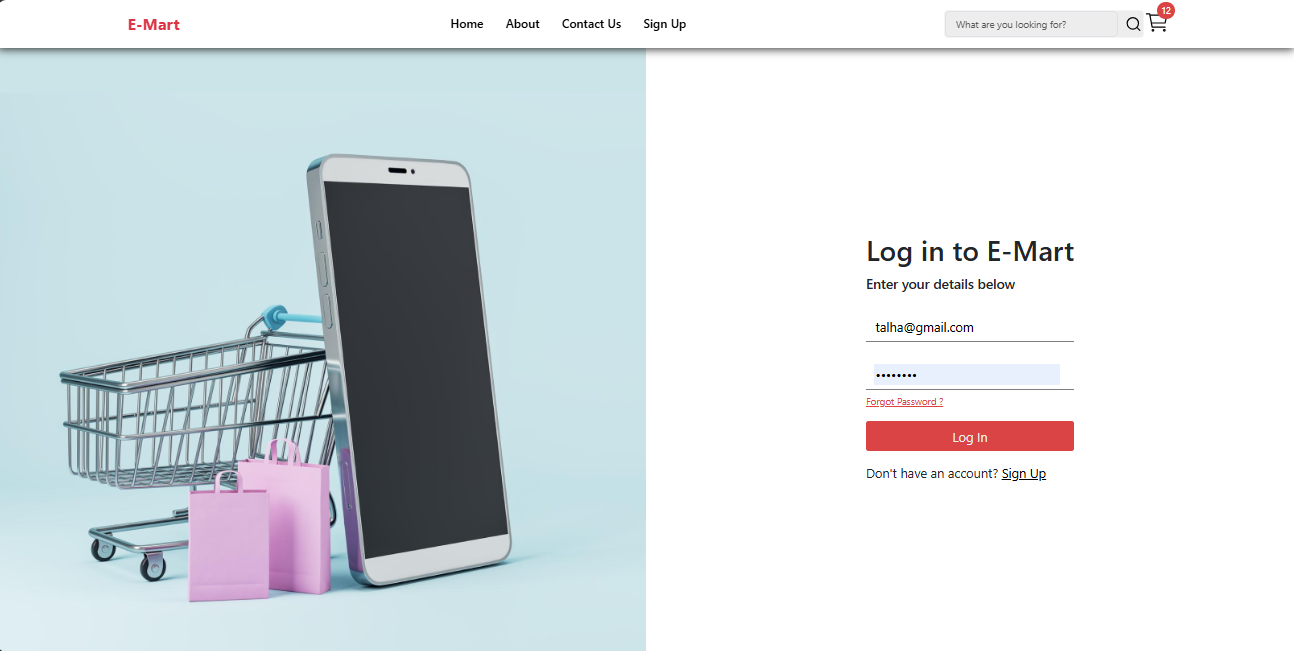 E-Mart
Home About Contact Us Sign Up
What are you looking for?
12
Log in to E-Mart
Enter your details below
talha@gmail.com
••••••••
Forgot Password ?
Log In
Don't have an account? Sign Up